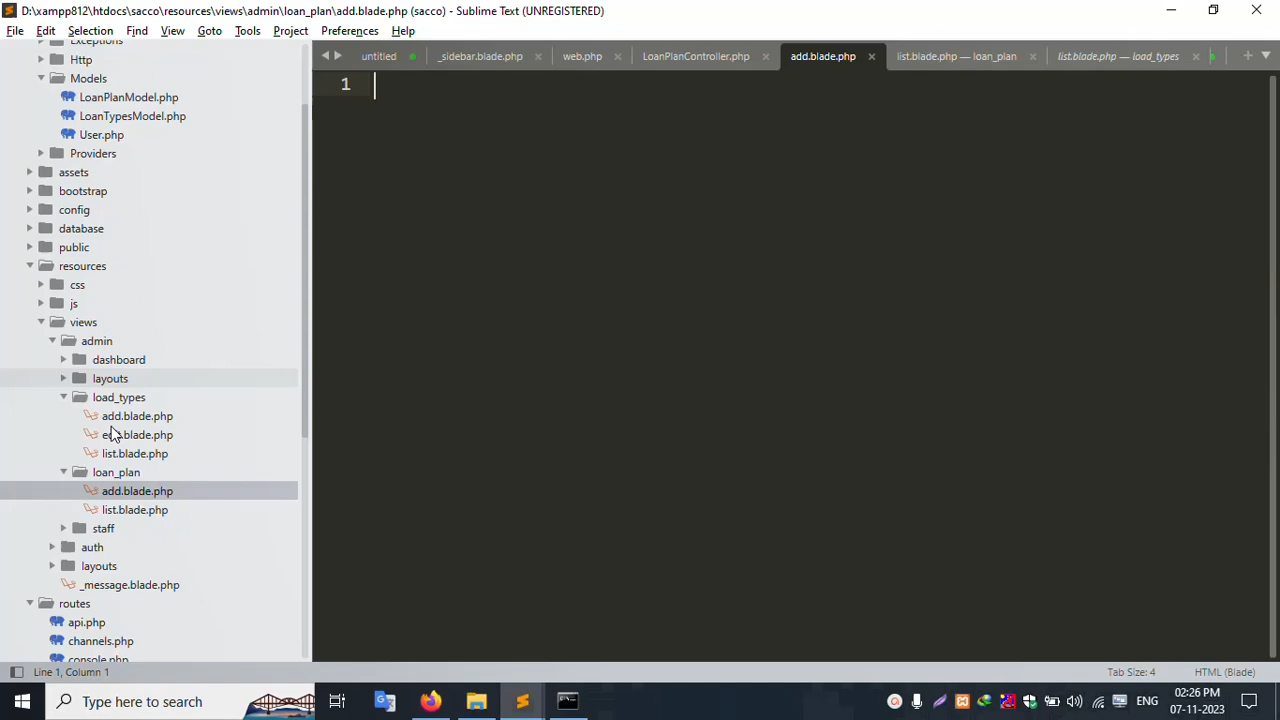 D:\xampp812\htdocs\sacco\resources\views\admin\loan_plan\add.blade.php (sacco) - Sublime Text (UNREGISTERED)
File Edit Selection Find View Goto Tools Project Preferences Help
Exceptions
Http
Models
LoanPlanModel.php
LoanTypesModel.php
User.php
Providers
assets
bootstrap
config
database
public
resources
css
js
views
admin
dashboard
layouts
load_types
add.blade.php
edit.blade.php
list.blade.php
loan_plan
add.blade.php
list.blade.php
staff
auth
layouts
_message.blade.php
routes
api.php
channels.php
console.php
untitled _sidebar.blade.php web.php LoanPlanController.php add.blade.php list.blade.php — loan_plan list.blade.php — load_types
1
Line 1, Column 1 Tab Size: 4 HTML (Blade)
Type here to search ENG 02:26 PM
07-11-2023